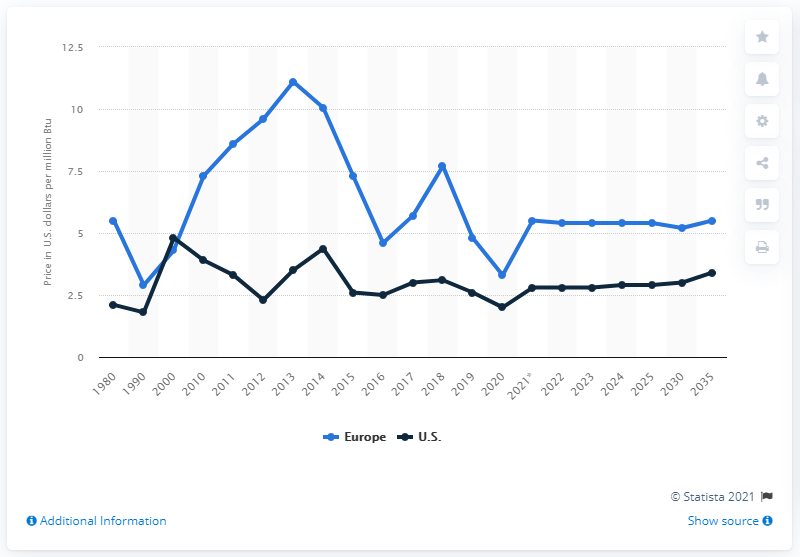 12.5
10
7.5
5
2.5
0
Price in U.S. dollars per million Btu
1980 1990 2000 2010 2011 2012 2013 2014 2015 2016 2017 2018 2019 2020 2021* 2022 2023 2024 2025 2030 2035
Europe U.S.
© Statista 2021
Additional Information Show source